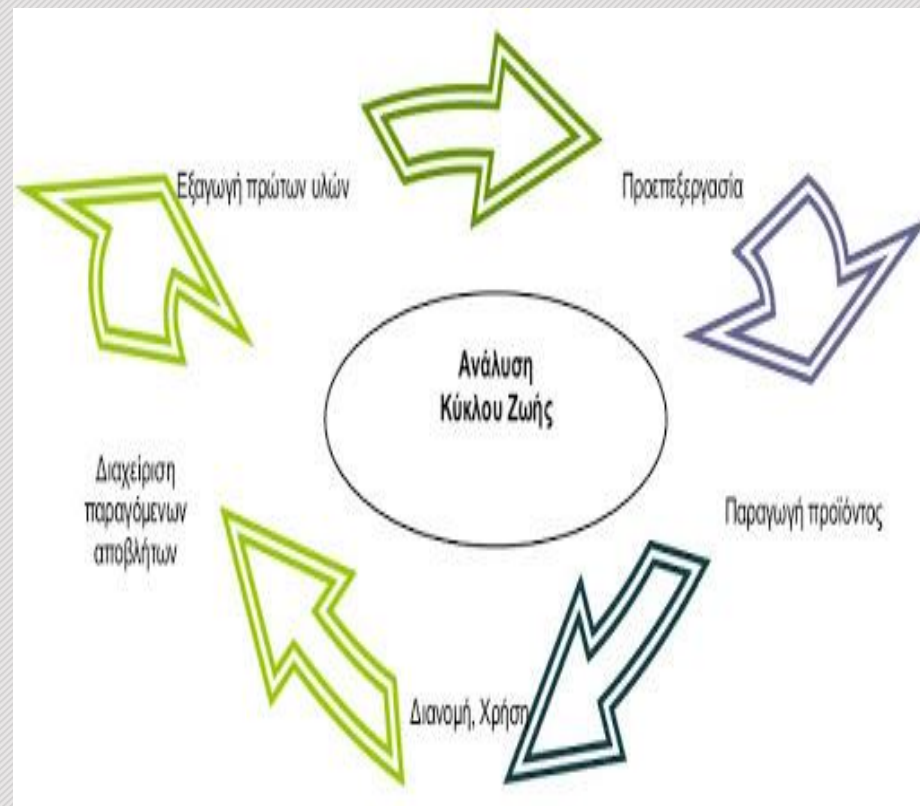 Εξαγωγή πρώτων υλών
Προεπεξεργασία
Ανάλυση
Κύκλου Ζωής
Διαχείριση
παραγόμενων
αποβλήτων
Παραγωγή προϊόντος
Διανομή, Χρήση